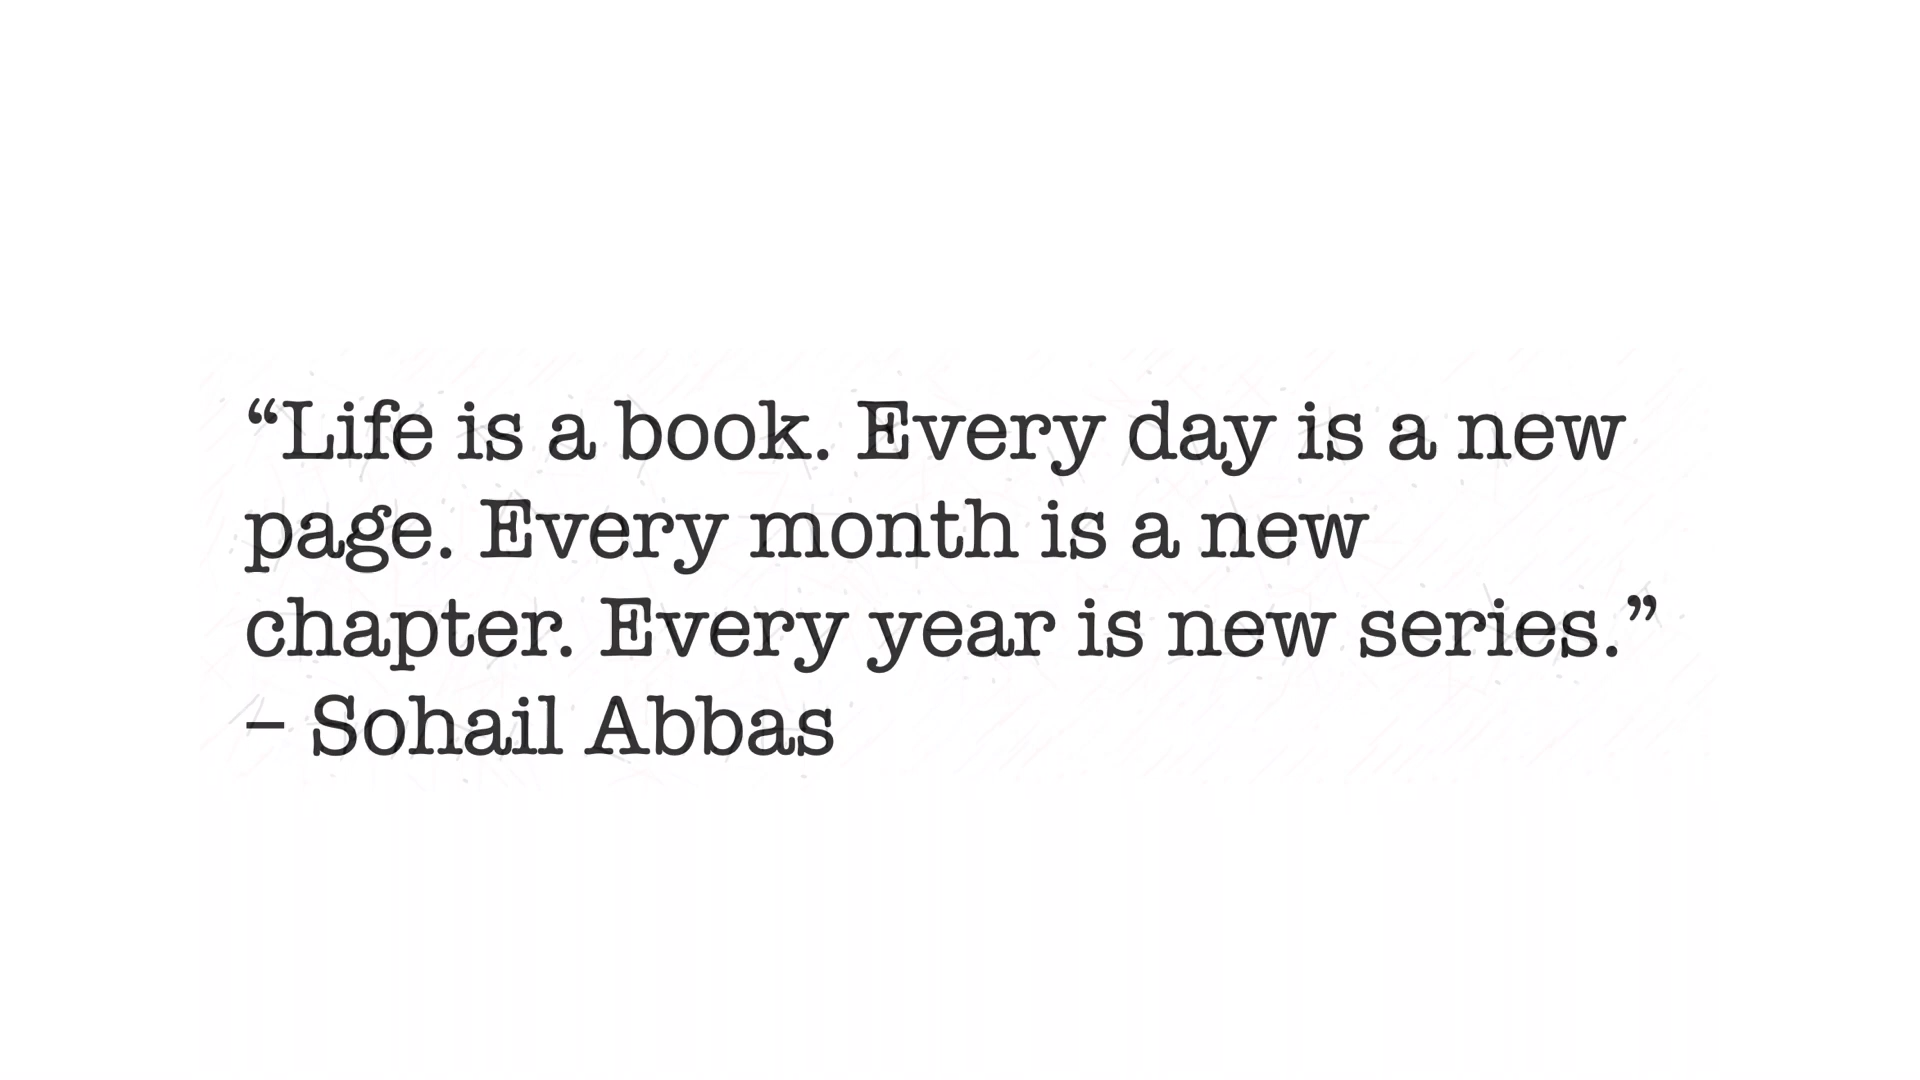 “Life is a book. Every day is a new
page. Every month is a new
chapter. Every year is new series.”
– Sohail Abbas